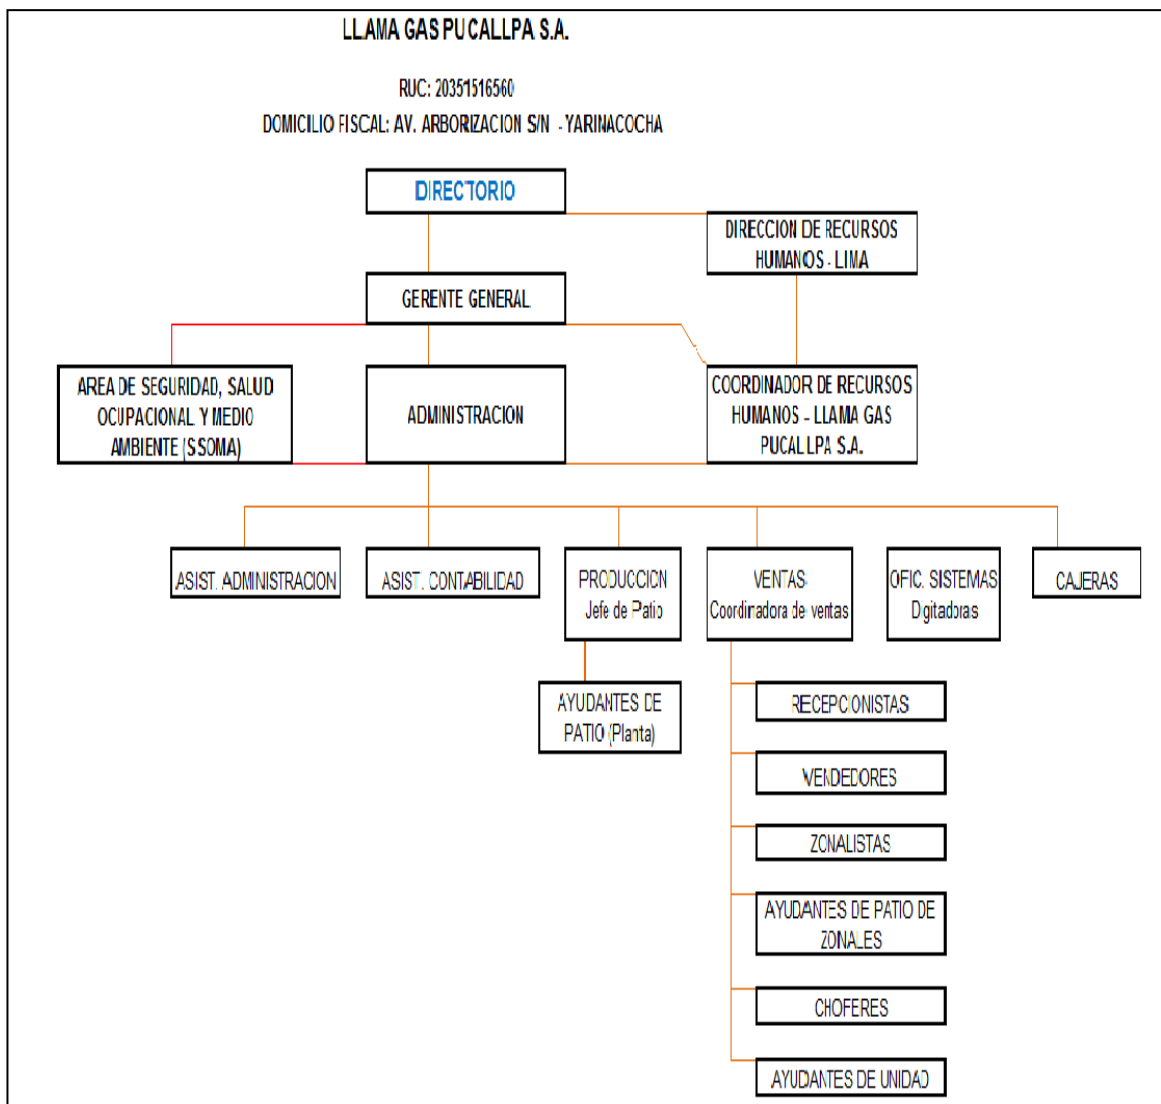 LLAMA GAS PUCALLPA S.A.
RUC: 20351516560
DOMICILIO FISCAL: AV. ARBORIZACION S/N - YARINACOCHA
DIRECTORIO
DIRECCION DE RECURSOS
HUMANOS - LIMA
GERENTE GENERAL
AREA DE SEGURIDAD, SALUD
OCUPACIONAL Y MEDIO
AMBIENTE (SSOMA)
ADMINISTRACION
COORDINADOR DE RECURSOS
HUMANOS - LLAMA GAS
PUCALLPA S.A.
ASIST. ADMINISTRACION
ASIST. CONTABILIDAD
PRODUCCION
Jefe de Patio
VENTAS
Coordinadora de ventas
OFIC. SISTEMAS
Digitadoras
CAJERAS
AYUDANTES DE
PATIO (Planta)
RECEPCIONISTAS
VENDEDORES
ZONALISTAS
AYUDANTES DE PATIO DE
ZONALES
CHOFERES
AYUDANTES DE UNIDAD